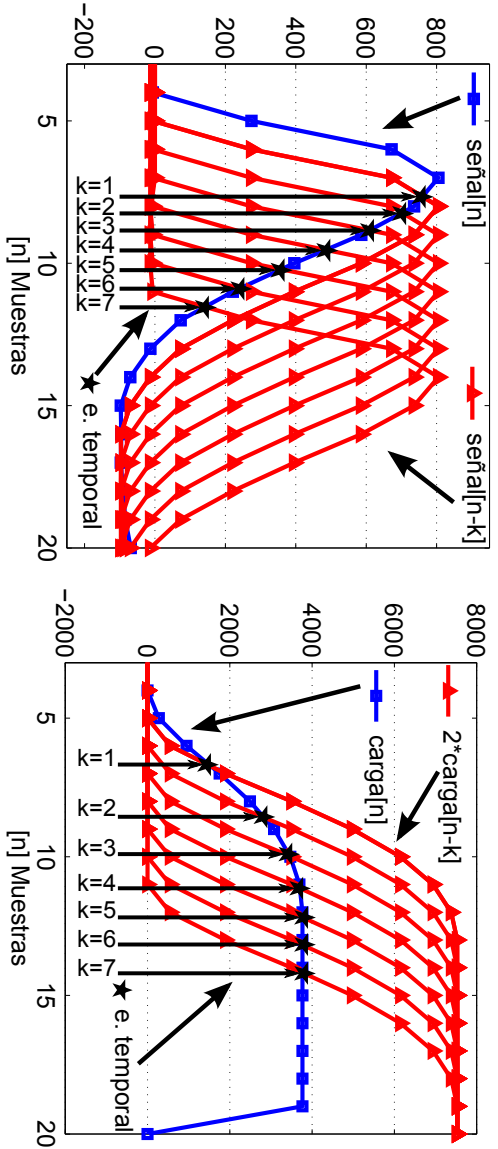 señal[n]
señal[n-k]
800
600
400
200
0
−200
5
10
15
20
k=1
k=2
k=3
k=4
k=5
k=6
k=7
★ e. temporal
[n] Muestras
2*carga[n-k]
carga[n]
8000
6000
4000
2000
0
−2000
5
10
15
20
k=1
k=2
k=3
k=4
k=5
k=6
k=7
★ e. temporal
[n] Muestras